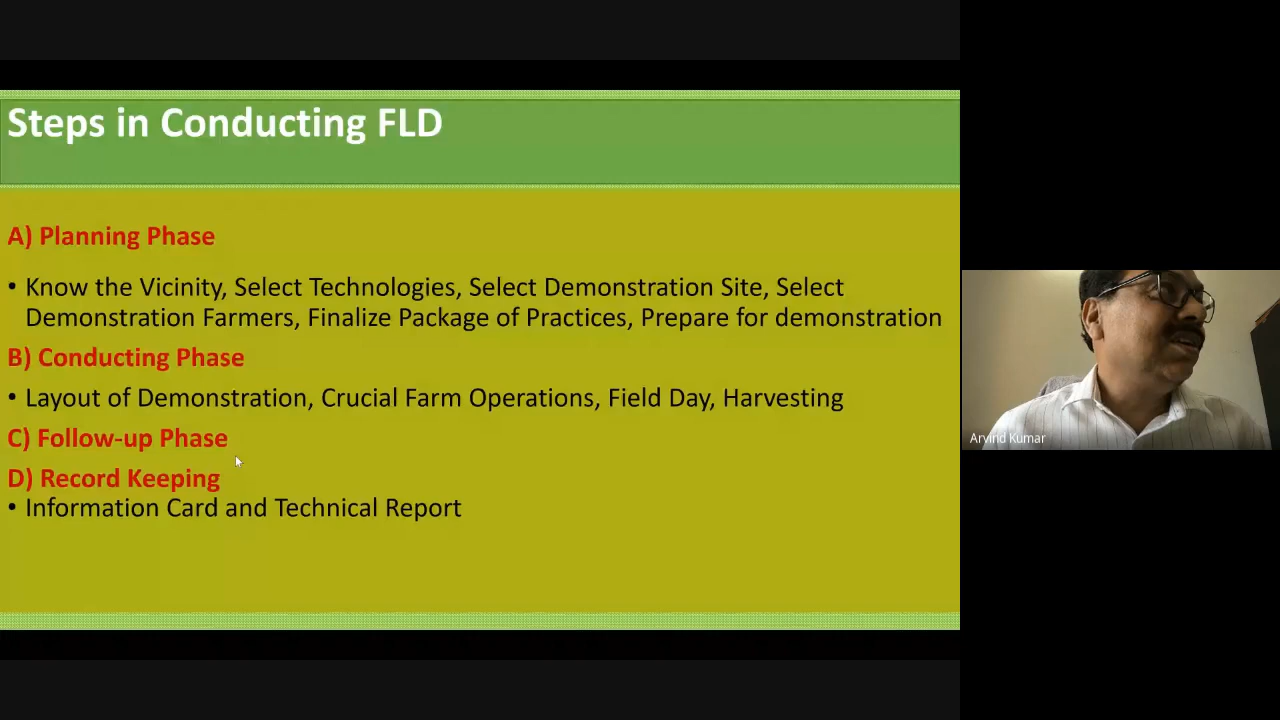 Steps in Conducting FLD
A) Planning Phase
• Know the Vicinity, Select Technologies, Select Demonstration Site, Select
Demonstration Farmers, Finalize Package of Practices, Prepare for demonstration
B) Conducting Phase
• Layout of Demonstration, Crucial Farm Operations, Field Day, Harvesting
C) Follow-up Phase
D) Record Keeping
• Information Card and Technical Report
Arvind Kumar